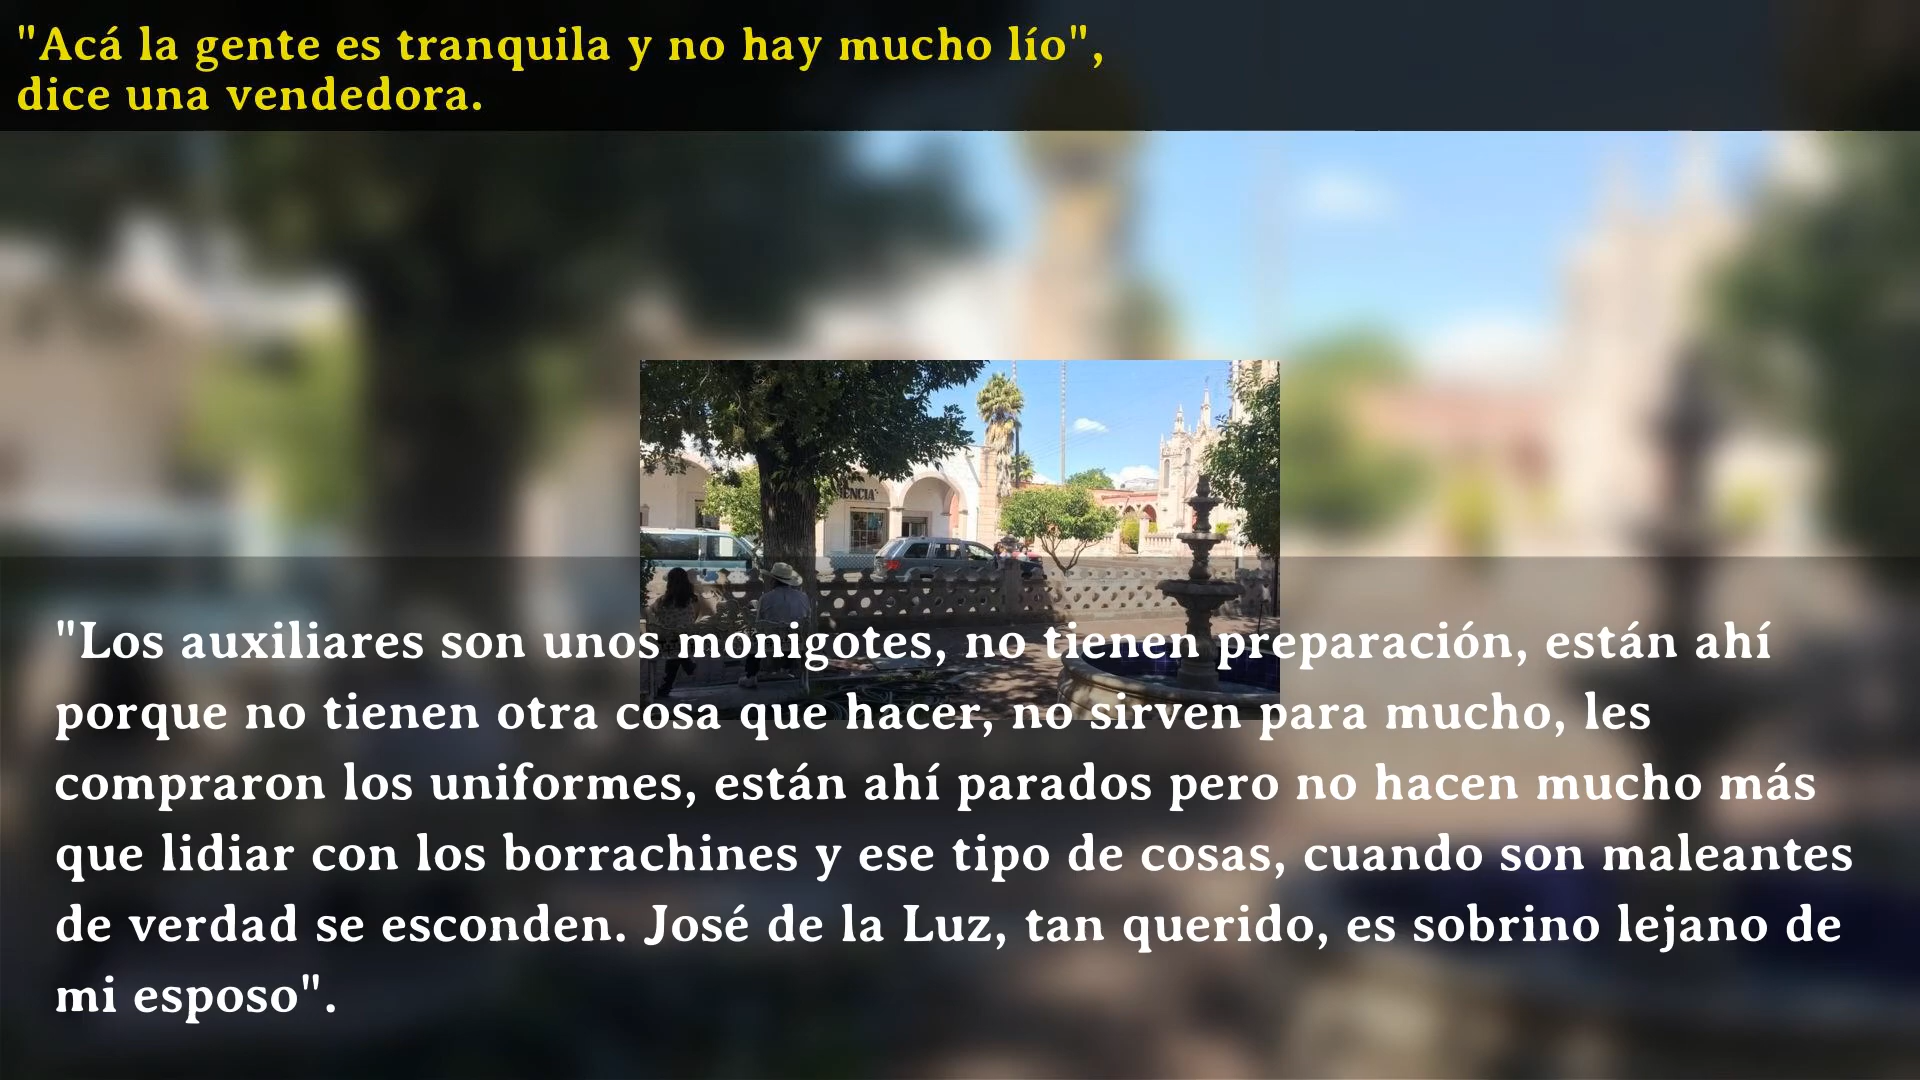 "Acá la gente es tranquila y no hay mucho lío",
dice una vendedora.
"Los auxiliares son unos monigotes, no tienen preparación, están ahí
porque no tienen otra cosa que hacer, no sirven para mucho, les
compraron los uniformes, están ahí parados pero no hacen mucho más
que lidiar con los borrachines y ese tipo de cosas, cuando son maleantes
de verdad se esconden. José de la Luz, tan querido, es sobrino lejano de
mi esposo".